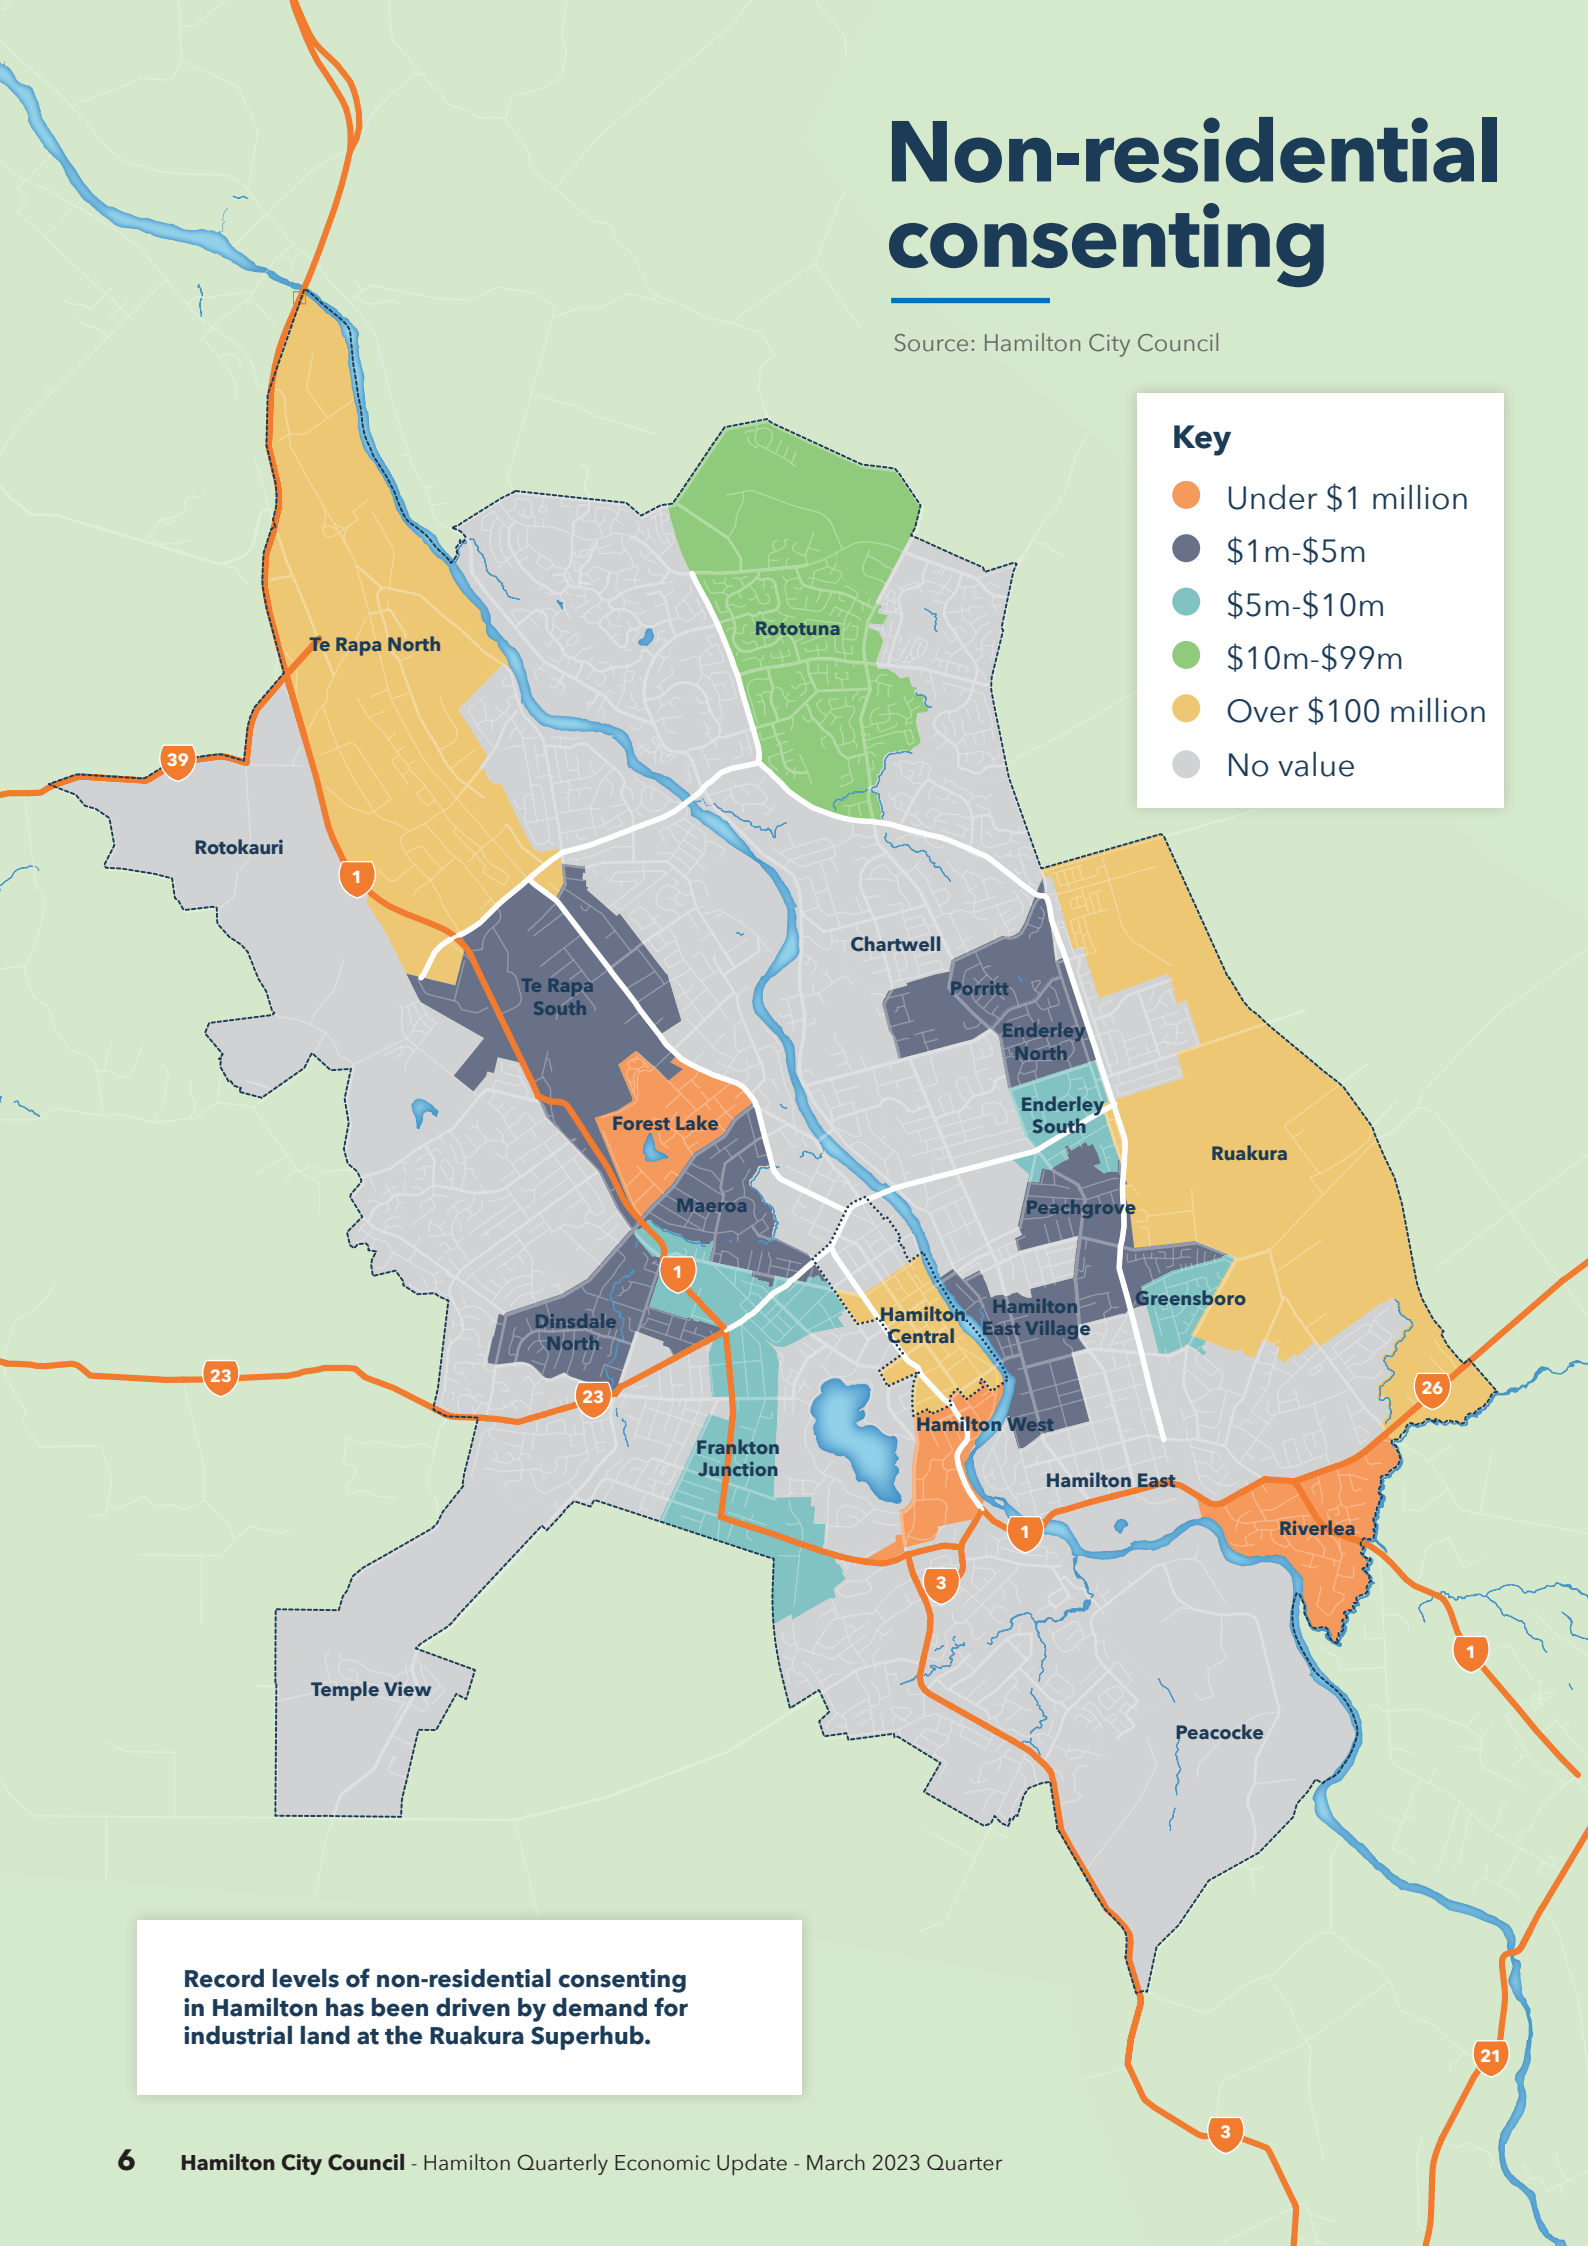 Non-residential
consenting
Source: Hamilton City Council
Key
Under $1 million
$1m-$5m
$5m-$10m
$10m-$99m
Over $100 million
No value
Rototuna
Te Rapa North
39
Rotokauri
1
Chartwell
Te Rapa
South
Porritt
Enderley
North
Enderley
South
Forest Lake
Ruakura
Maeroa
Peachgrove
1
Greensboro
Hamilton
Central
Hamilton
East Village
Dinsdale
North
23
23
26
Hamilton West
Frankton
Junction
Hamilton East
1
Riverlea
3
1
Temple View
Peacocke
Record levels of non-residential consenting
in Hamilton has been driven by demand for
industrial land at the Ruakura Superhub.
21
3
6 Hamilton City Council - Hamilton Quarterly Economic Update - March 2023 Quarter